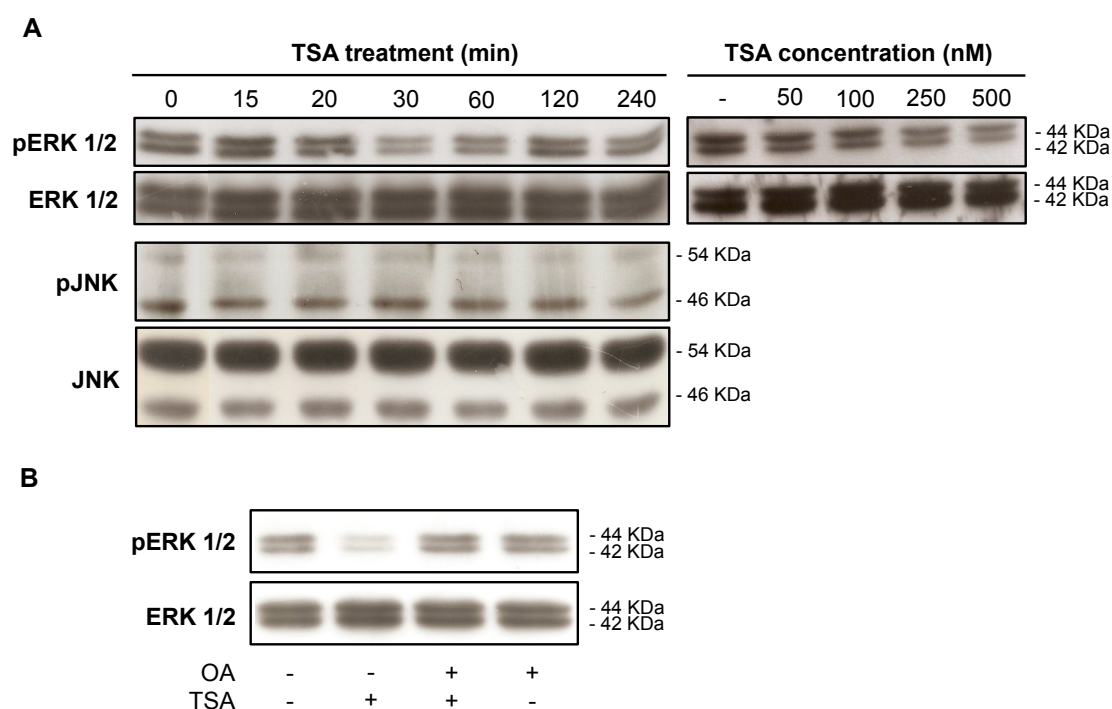 A
TSA treatment (min)
TSA concentration (nM)
0 15 20 30 60 120 240
- 50 100 250 500
pERK 1/2
- 44 KDa
- 42 KDa
ERK 1/2
- 44 KDa
- 42 KDa
pJNK
- 54 KDa
- 46 KDa
JNK
- 54 KDa
- 46 KDa
B
pERK 1/2
- 44 KDa
- 42 KDa
ERK 1/2
- 44 KDa
- 42 KDa
OA - - + +
TSA - + + -